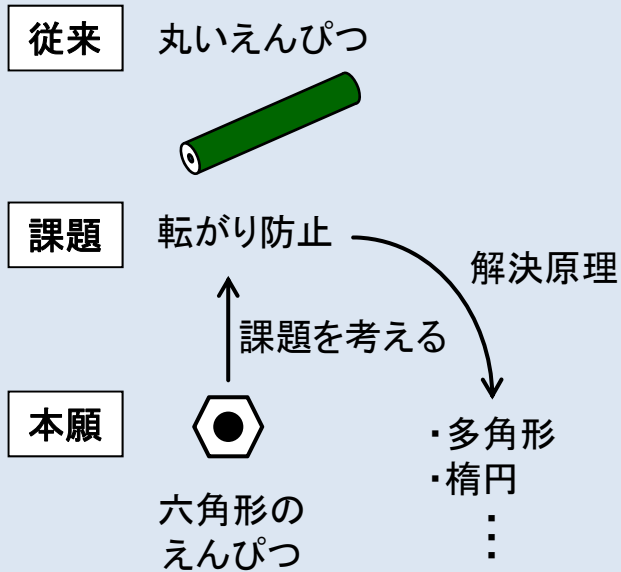 従来
丸いえんぴつ
課題
転がり防止
解決原理
課題を考える
本願
六角形の
えんぴつ
・多角形
・楕円
⋮